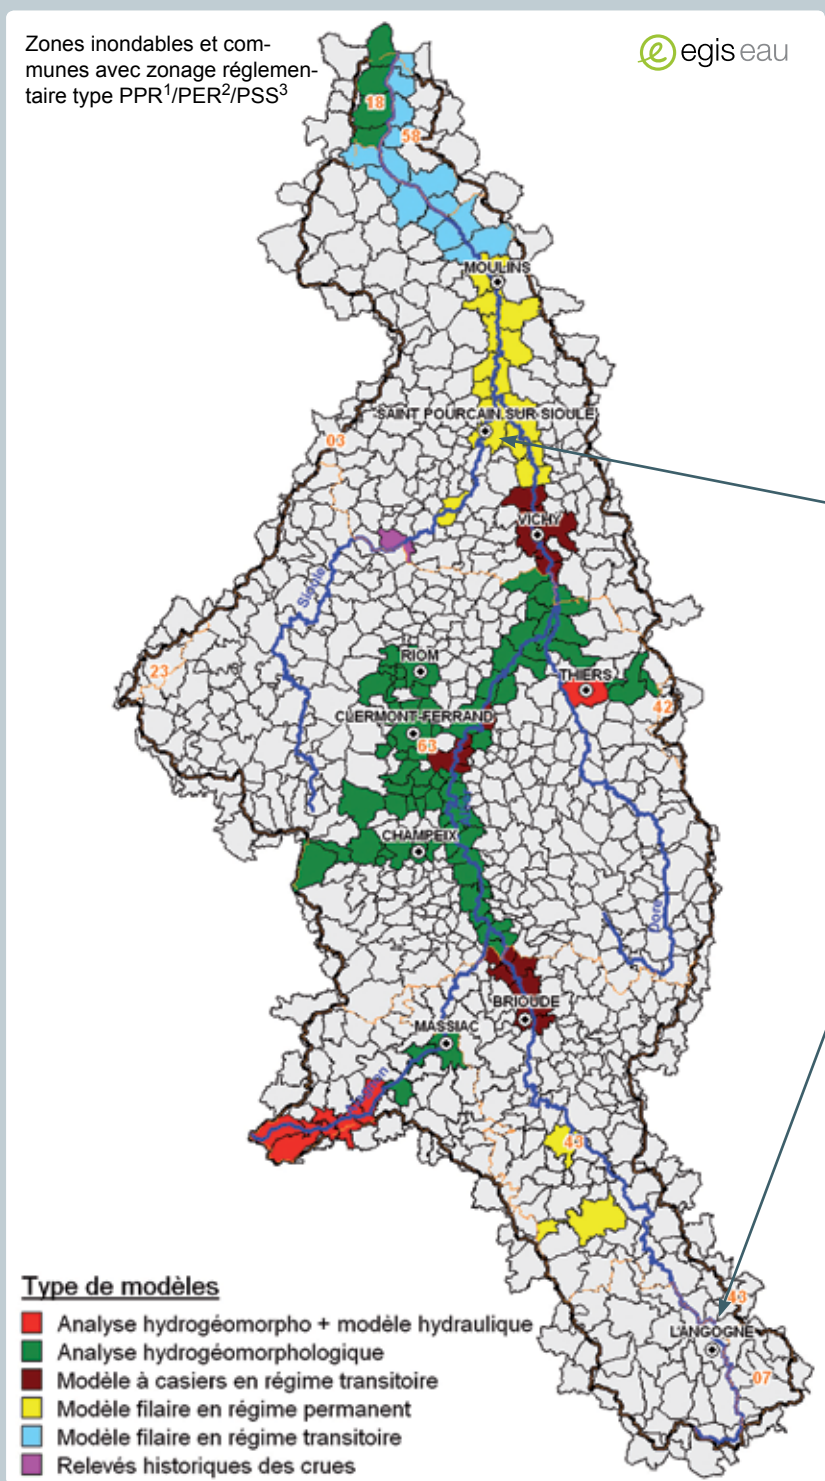 Zones inondables et com-
munes avec zonage réglemen-
taire type PPR¹/PER²/PSS³
egis eau
18
58
MOULINS
SAINT POURCAIN SUR SIOULE
03
VICHY
Sioule
RIOM
THIERS
23
42
CLERMONT-FERRAND
63
CHAMPEIX
Dore
BRIOUDE
MASSIAC
43
43
LANGOGNE
07
Type de modèles
Analyse hydrogéomorpho + modèle hydraulique
Analyse hydrogéomorphologique
Modèle à casiers en régime transitoire
Modèle filaire en régime permanent
Modèle filaire en régime transitoire
Relevés historiques des crues